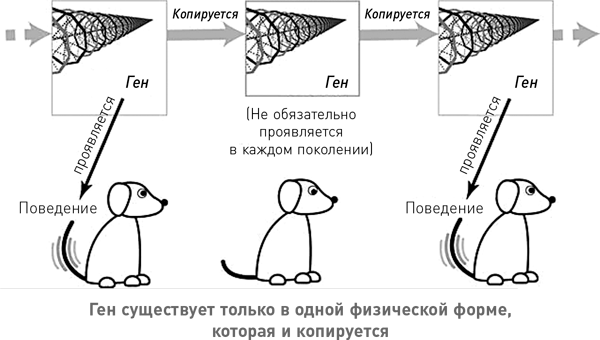 Копируется
Копируется
Ген
Ген
Ген
(Не обязательно
проявляется
в каждом поколении)
проявляется
проявляется
Поведение
Поведение
Ген существует только в одной физической форме,
которая и копируется